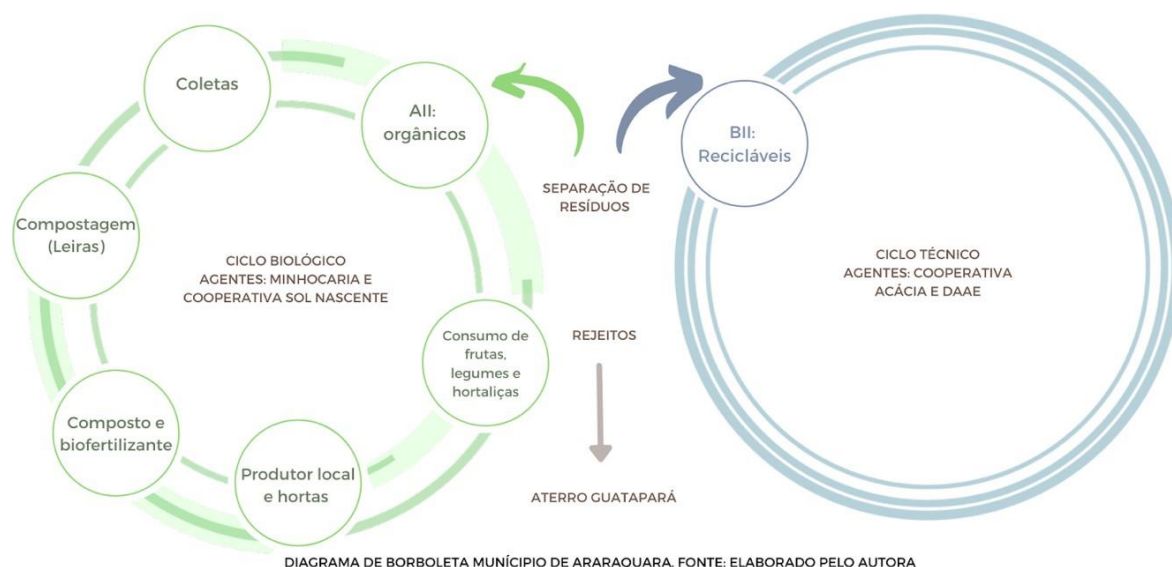 Coletas
AII:
orgânicos
Compostagem
(Leiras)
CICLO BIOLÓGICO
AGENTES: MINHOCARIA E
COOPERATIVA SOL NASCENTE
Composto e
biofertilizante
Produtor local
e hortas
Consumo de
frutas,
legumes e
hortaliças
SEPARAÇÃO DE
RESÍDUOS
REJEITOS
ATERRO GUATAPARÁ
BII:
Recicláveis
CICLO TÉCNICO
AGENTES: COOPERATIVA
ACÁCIA E DAAE
DIAGRAMA DE BORBOLETA MUNÍCIPIO DE ARARAQUARA. FONTE: ELABORADO PELO AUTORA